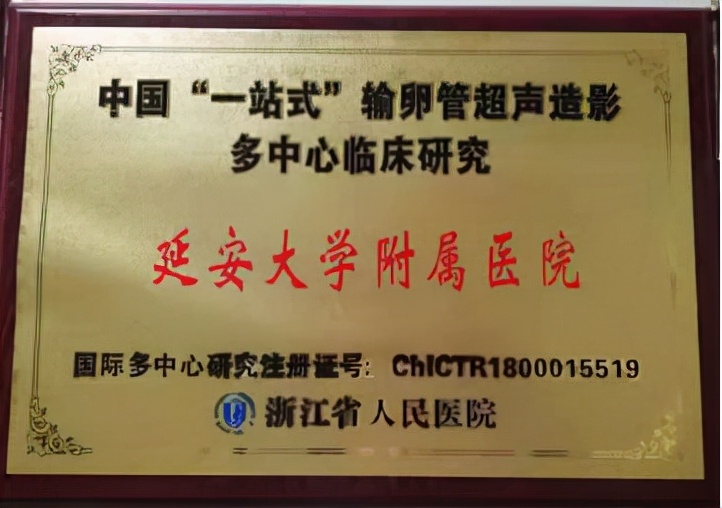 中国“一站式”输卵管超声造影
多中心临床研究
延安大学附属医院
国际多中心研究注册证号：ChiCTR1800015519
浙江省人民医院